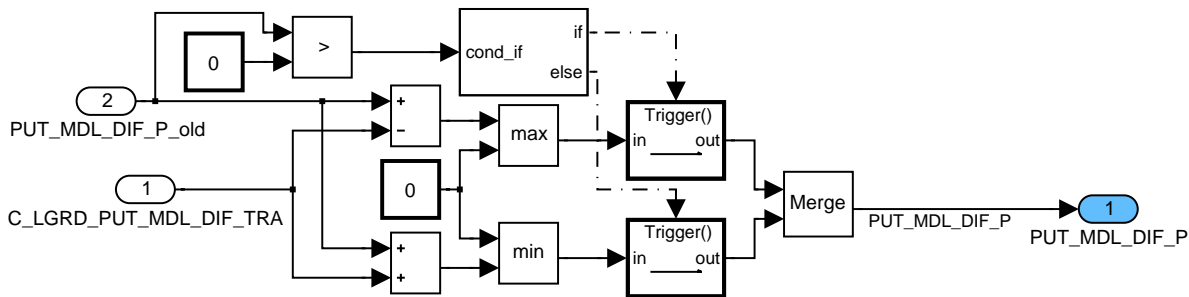 >
0
cond_if
if
else
2
PUT_MDL_DIF_P_old
+
−
max
Trigger()
in
out
1
C_LGRD_PUT_MDL_DIF_TRA
0
Merge
PUT_MDL_DIF_P
1
PUT_MDL_DIF_P
+
+
min
Trigger()
in
out